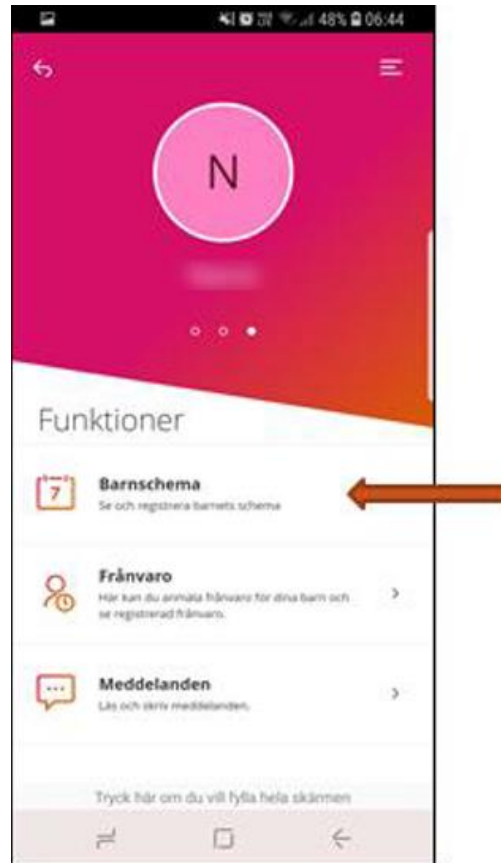 48% 06:44
N
Funktioner
7
Barnschema
Se och registrera barnets schema
Frånvaro
Här kan du anmäla frånvaro för dina barn och
se registrerad frånvaro.
Meddelanden
Läs och skriv meddelanden.
Tryck här om du vill fylla hela skärmen